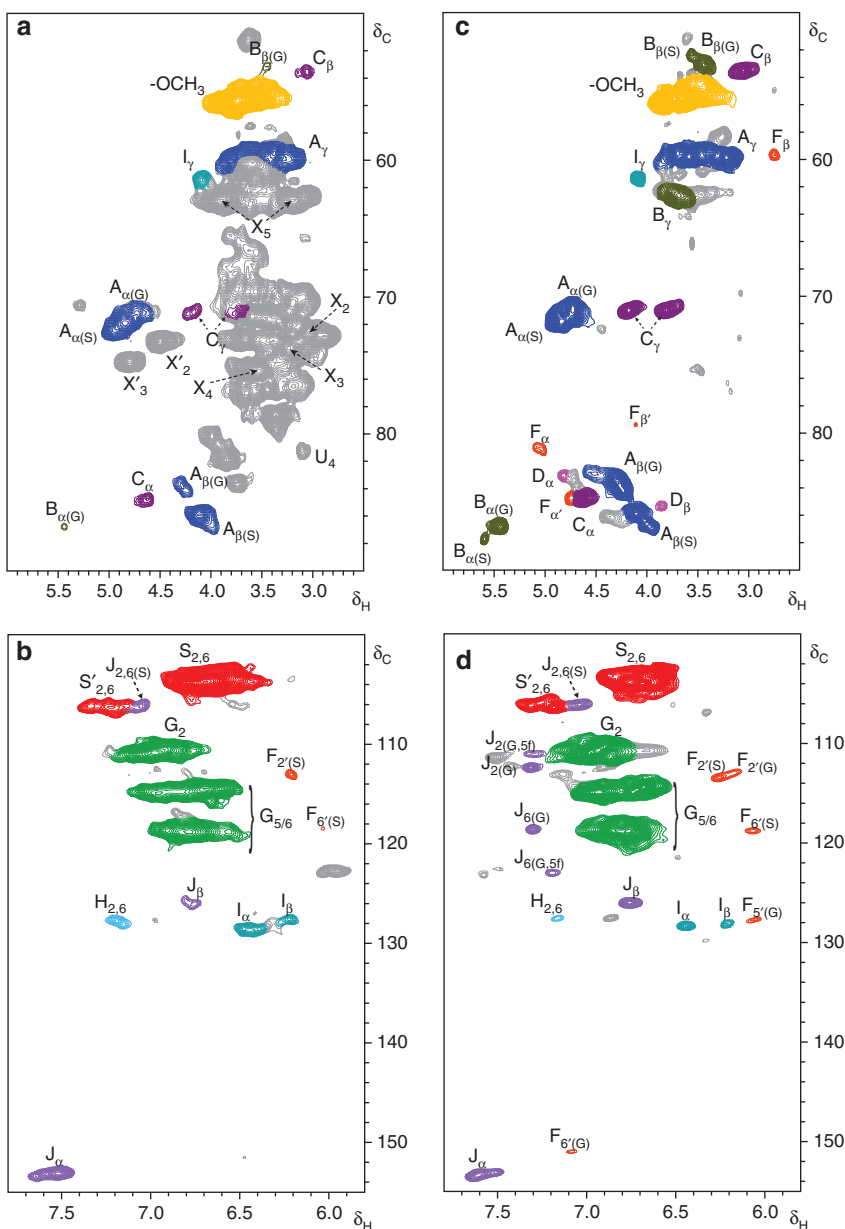 a
δC
Bβ(G)
Cβ
-OCH3
Aγ
Iγ
60
X5
Aα(G)
70
Aα(S)
X2
Cγ
X′3
X′2
X4
X3
80
U4
Aβ(G)
Cα
Bα(G)
Aβ(S)
5.5
5.0
4.5
4.0
3.5
3.0
δH
c
δC
Bβ(S)
Bβ(G)
Cβ
-OCH3
Aγ
Fβ
Iγ
60
Bγ
Aα(G)
70
Aα(S)
Cγ
Fβ′
80
Fα
Aβ(G)
Dα
Bα(G)
Fα′
Dβ
Cα
Aβ(S)
Bα(S)
5.5
5.0
4.5
4.0
3.5
3.0
δH
b
δC
S2,6
J2,6(S)
S′2,6
G2
110
F2′(S)
G5/6
F6′(S)
120
H2,6
Jβ
Iα
Iβ
130
140
150
Jα
7.5
7.0
6.5
6.0
δH
d
δC
S2,6
J2,6(S)
S′2,6
G2
J2(G,5f)
110
J2(G)
F2′(S)
F2′(G)
G5/6
J6(G)
F6′(S)
120
J6(G,5f)
Jβ
H2,6
Iα
Iβ
F5′(G)
130
140
F6′(G)
150
Jα
7.5
7.0
6.5
6.0
δH